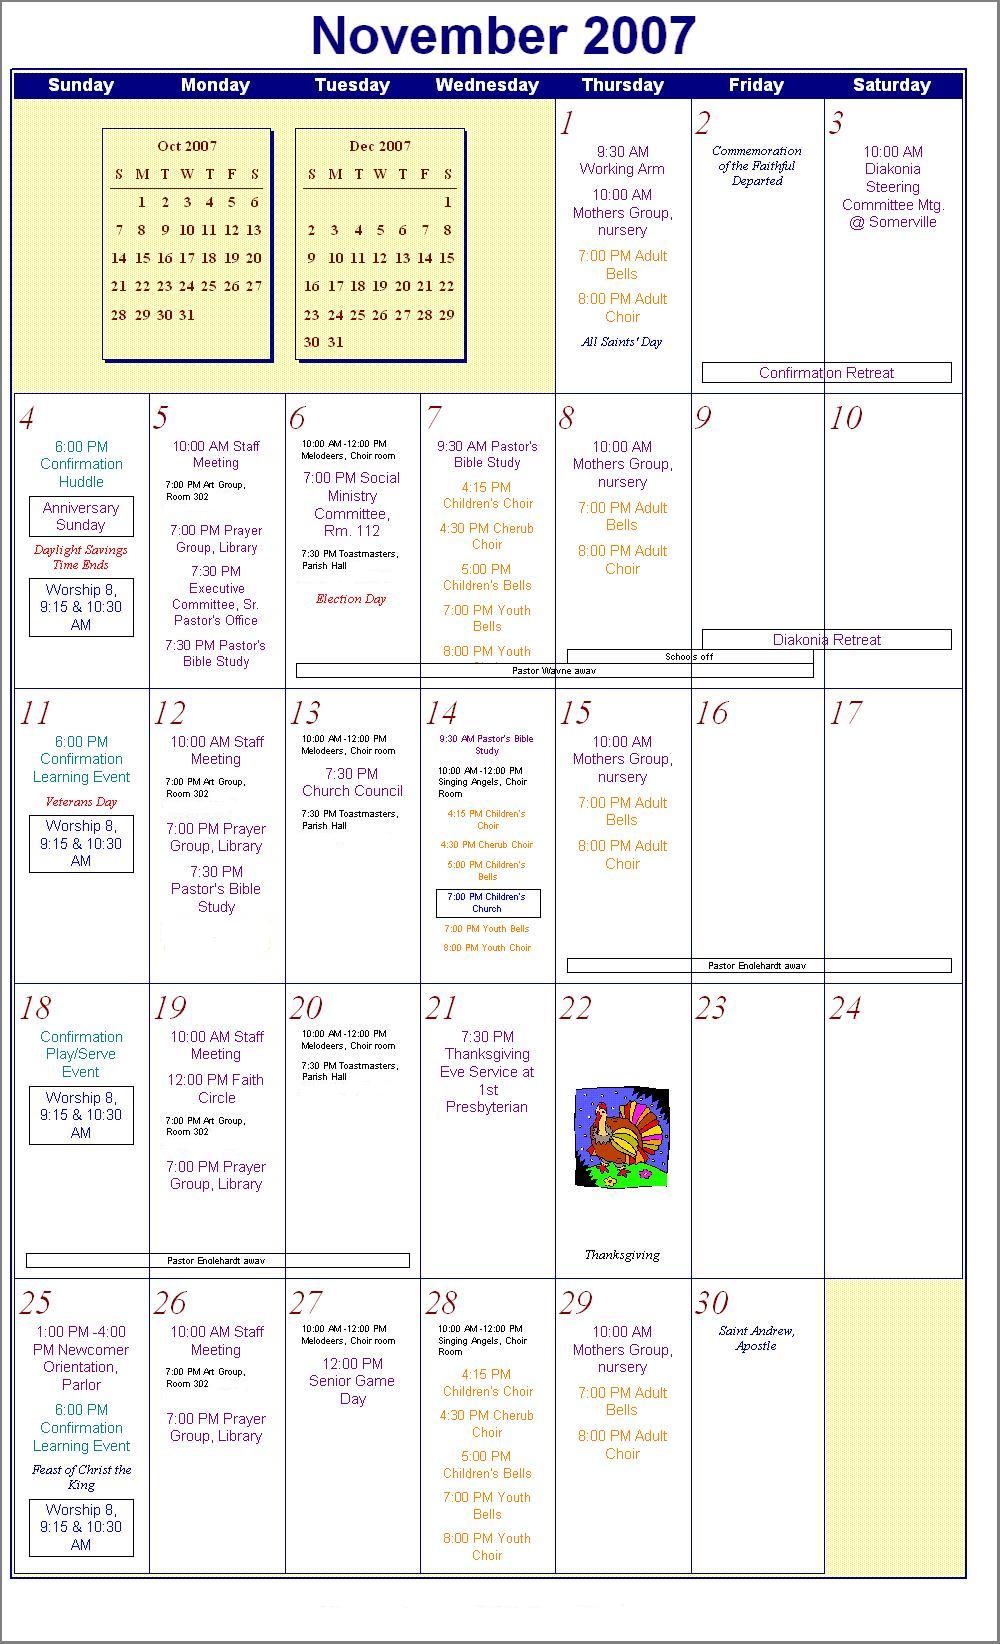 November 2007
Sunday Monday Tuesday Wednesday Thursday Friday Saturday
Oct 2007
S M T W T F S
1 2 3 4 5 6
7 8 9 10 11 12 13
14 15 16 17 18 19 20
21 22 23 24 25 26 27
28 29 30 31
Dec 2007
S M T W T F S
1
2 3 4 5 6 7 8
9 10 11 12 13 14 15
16 17 18 19 20 21 22
23 24 25 26 27 28 29
30 31
1
9:30 AM
Working Arm
10:00 AM
Mothers Group,
nursery
7:00 PM Adult
Bells
8:00 PM Adult
Choir
All Saints' Day
2
Commemoration
of the Faithful
Departed
3
10:00 AM
Diakonia
Steering
Committee Mtg.
@ Somerville
Confirmation Retreat
4
6:00 PM
Confirmation
Huddle
Anniversary
Sunday
Daylight Savings
Time Ends
Worship 8,
9:15 & 10:30
AM
5
10:00 AM Staff
Meeting
7:00 PM Art Group,
Room 302
7:00 PM Prayer
Group, Library
7:30 PM
Executive
Committee, Sr.
Pastor's Office
7:30 PM Pastor's
Bible Study
6
10:00 AM -12:00 PM
Melodeers, Choir room
7:00 PM Social
Ministry
Committee,
Rm. 112
7:30 PM Toastmasters,
Parish Hall
Election Day
7
9:30 AM Pastor's
Bible Study
4:15 PM
Children's Choir
4:30 PM Cherub
Choir
5:00 PM
Children's Bells
7:00 PM Youth
Bells
8:00 PM Youth
8
10:00 AM
Mothers Group,
nursery
7:00 PM Adult
Bells
8:00 PM Adult
Choir
9
10
Diakonia Retreat
Schools off
Pastor Wayne away
11
6:00 PM
Confirmation
Learning Event
Veterans Day
Worship 8,
9:15 & 10:30
AM
12
10:00 AM Staff
Meeting
7:00 PM Art Group,
Room 302
7:00 PM Prayer
Group, Library
7:30 PM
Pastor's Bible
Study
13
10:00 AM -12:00 PM
Melodeers, Choir room
7:30 PM
Church Council
7:30 PM Toastmasters,
Parish Hall
14
9:30 AM Pastor's Bible
Study
10:00 AM -12:00 PM
Singing Angels, Choir
Room
4:15 PM Children's
Choir
4:30 PM Cherub Choir
5:00 PM Children's
Bells
7:00 PM Children's
Church
7:00 PM Youth Bells
8:00 PM Youth Choir
15
10:00 AM
Mothers Group,
nursery
7:00 PM Adult
Bells
8:00 PM Adult
Choir
16
17
Pastor Englehardt away
18
Confirmation
Play/Serve
Event
Worship 8,
9:15 & 10:30
AM
19
10:00 AM Staff
Meeting
12:00 PM Faith
Circle
7:00 PM Art Group,
Room 302
7:00 PM Prayer
Group, Library
20
10:00 AM -12:00 PM
Melodeers, Choir room
7:30 PM Toastmasters,
Parish Hall
21
7:30 PM
Thanksgiving
Eve Service at
1st
Presbyterian
22
Thanksgiving
23
24
Pastor Englehardt away
25
1:00 PM -4:00
PM Newcomer
Orientation,
Parlor
6:00 PM
Confirmation
Learning Event
Feast of Christ the
King
Worship 8,
9:15 & 10:30
AM
26
10:00 AM Staff
Meeting
7:00 PM Art Group,
Room 302
7:00 PM Prayer
Group, Library
27
10:00 AM -12:00 PM
Melodeers, Choir room
12:00 PM
Senior Game
Day
28
10:00 AM -12:00 PM
Singing Angels, Choir
Room
4:15 PM
Children's Choir
4:30 PM Cherub
Choir
5:00 PM
Children's Bells
7:00 PM Youth
Bells
8:00 PM Youth
Choir
29
10:00 AM
Mothers Group,
nursery
7:00 PM Adult
Bells
8:00 PM Adult
Choir
30
Saint Andrew,
Apostle